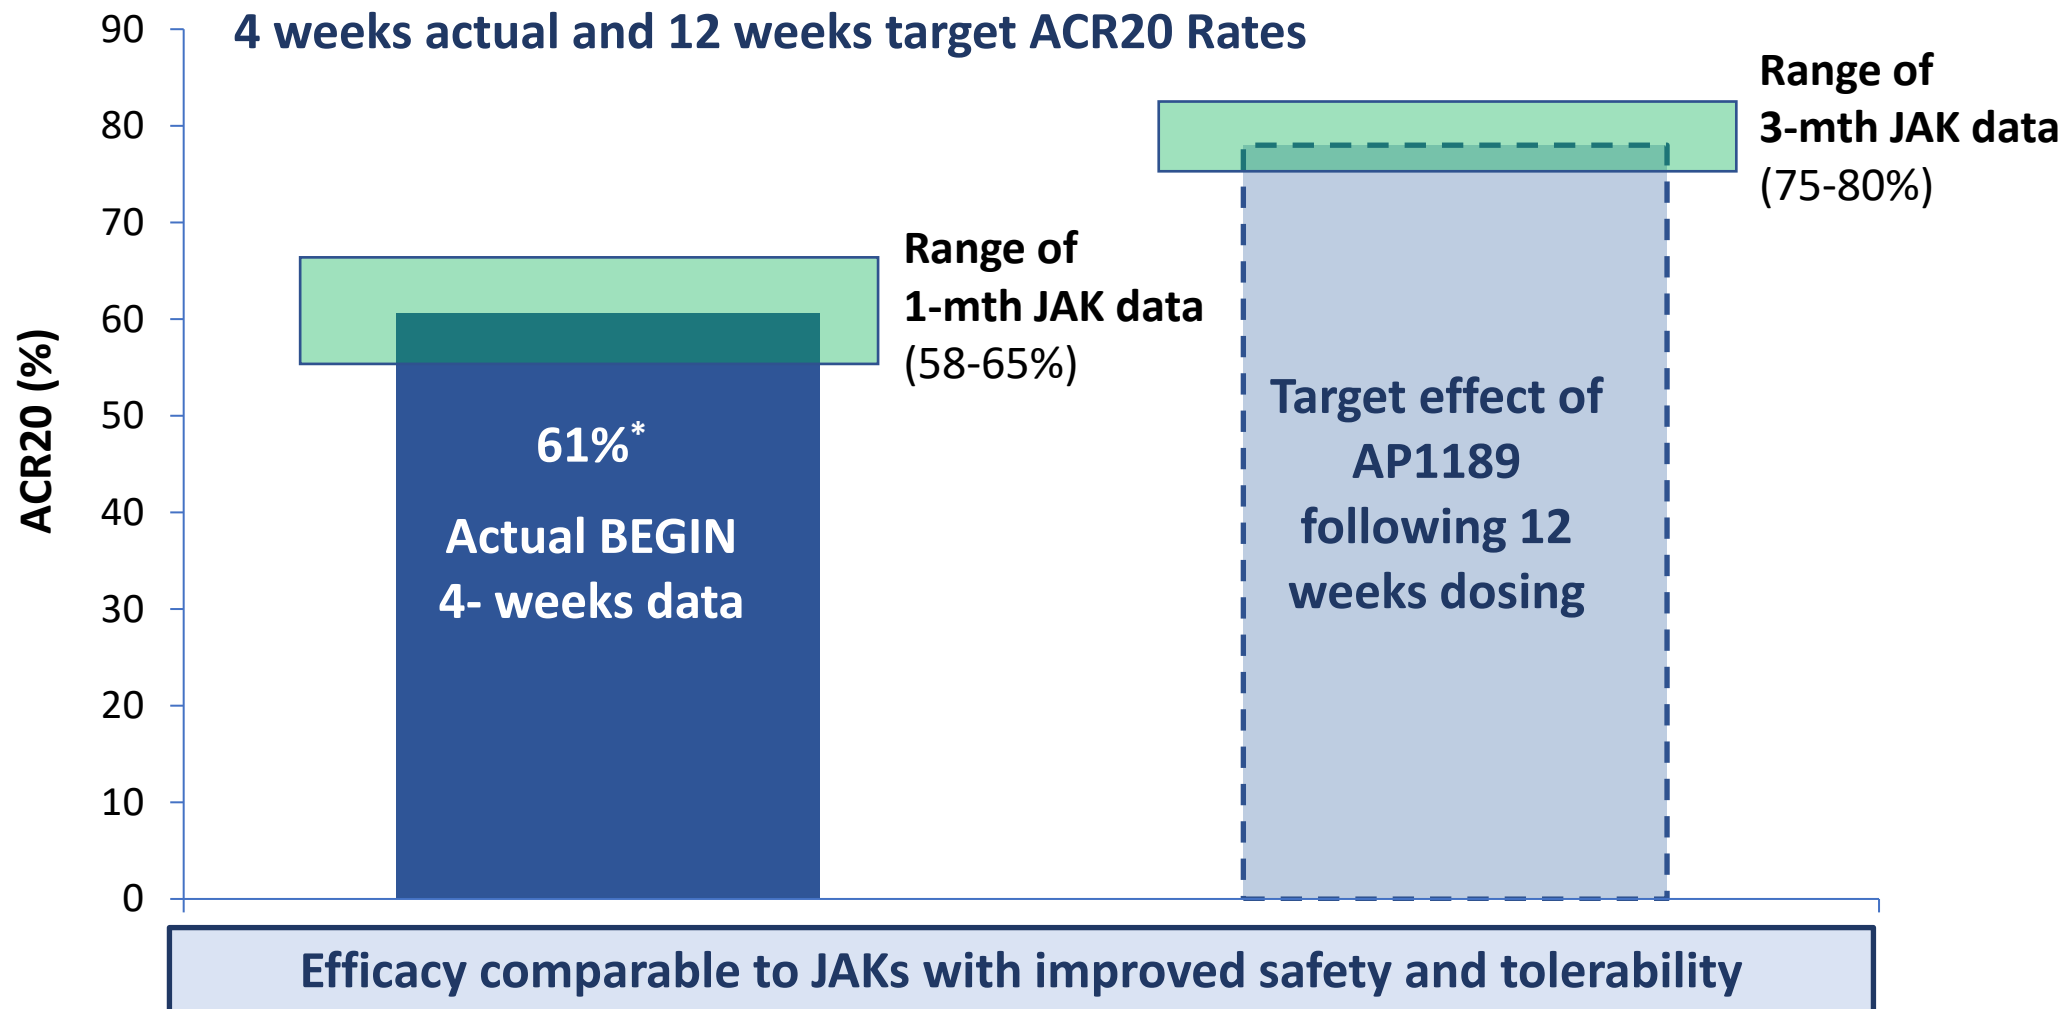 4 weeks actual and 12 weeks target ACR20 Rates
90
80
70
60
50
40
30
20
10
0
ACR20 (%)
Range of
1-mth JAK data
(58-65%)
61%*
Actual BEGIN
4- weeks data
Range of
3-mth JAK data
(75-80%)
Target effect of
AP1189
following 12
weeks dosing
Efficacy comparable to JAKs with improved safety and tolerability